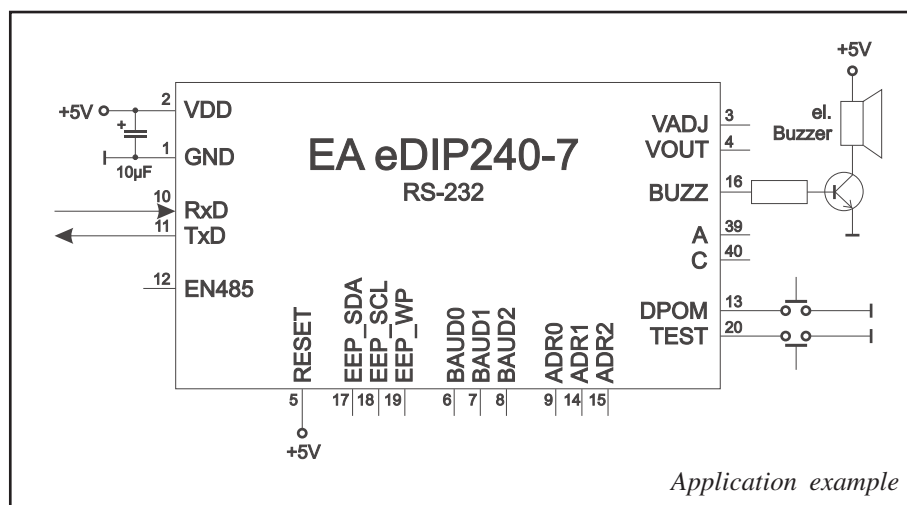 +5V
2
VDD
+5V
+
1
GND
10µF
10
RxD
11
TxD
12
EN485
EA eDIP240-7
RS-232
VADJ
3
VOUT
4
el.
Buzzer
BUZZ
16
A
39
C
40
DPOM
13
TEST
20
RESET
EEP_SDA
EEP_SCL
EEP_WP
BAUD0
BAUD1
BAUD2
ADR0
ADR1
ADR2
5
17
18
19
6
7
8
9
14
15
+5V
Application example